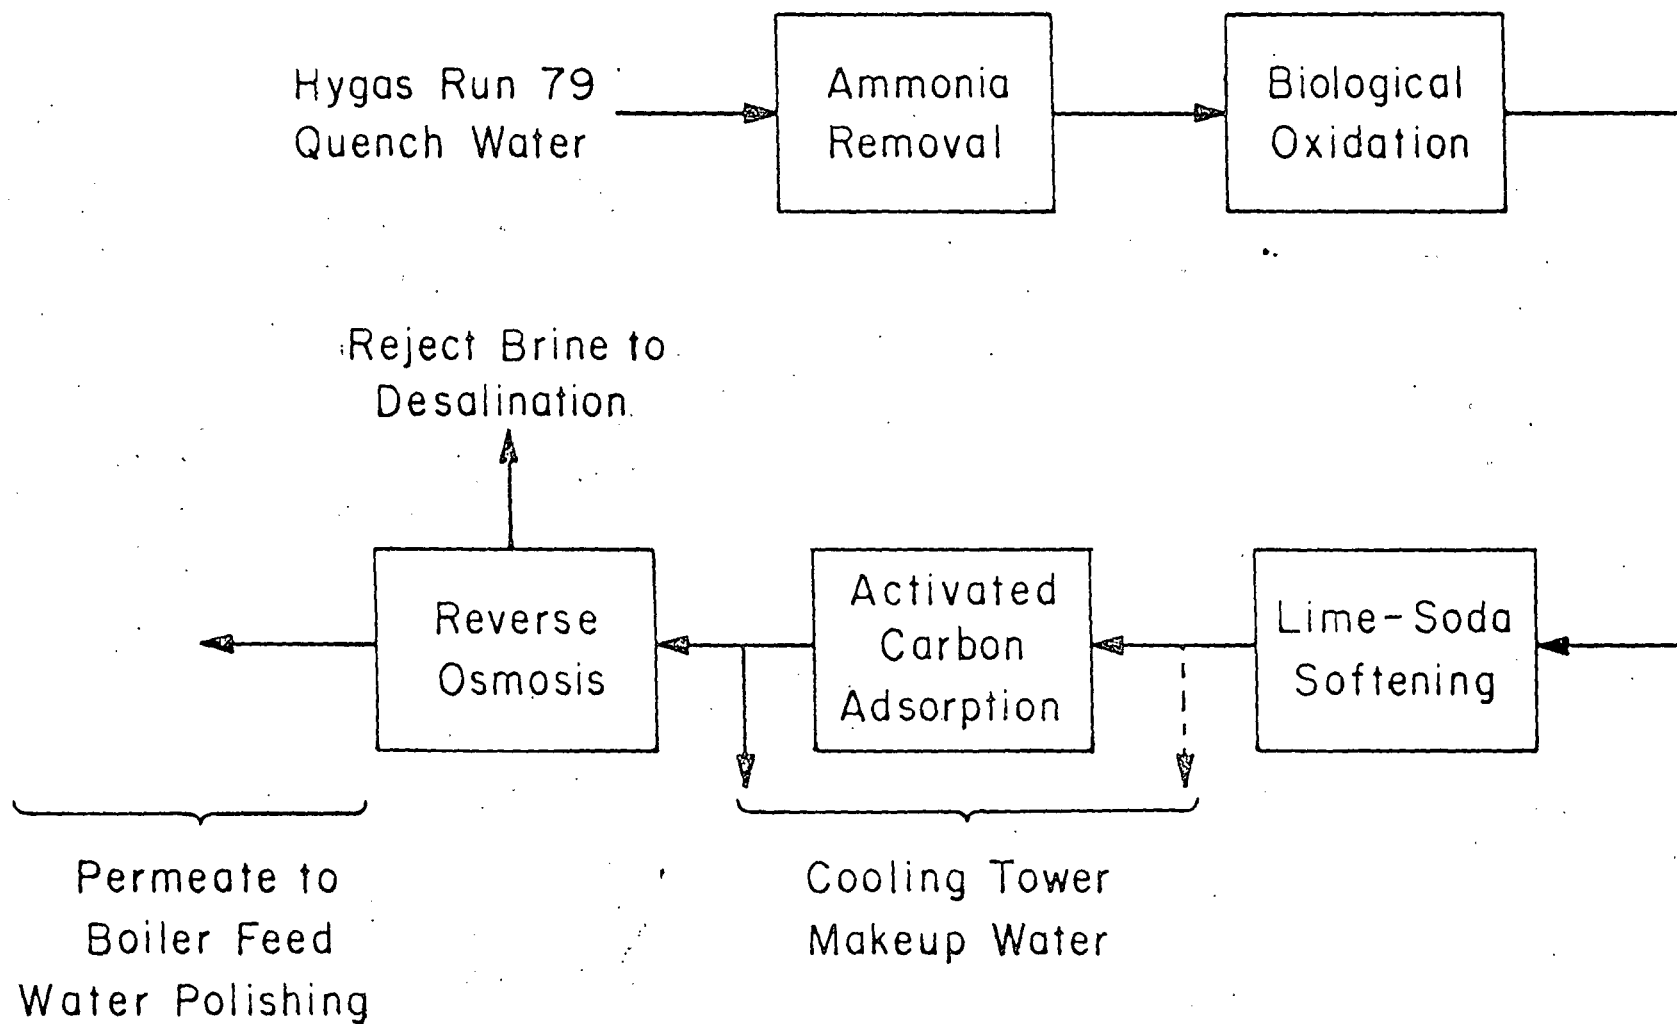 Hygas Run 79
Quench Water
Ammonia
Removal
Biological
Oxidation
Reject Brine to
Desalination
Reverse
Osmosis
Activated
Carbon
Adsorption
Lime-Soda
Softening
Permeate to
Boiler Feed
Water Polishing
Cooling Tower
Makeup Water